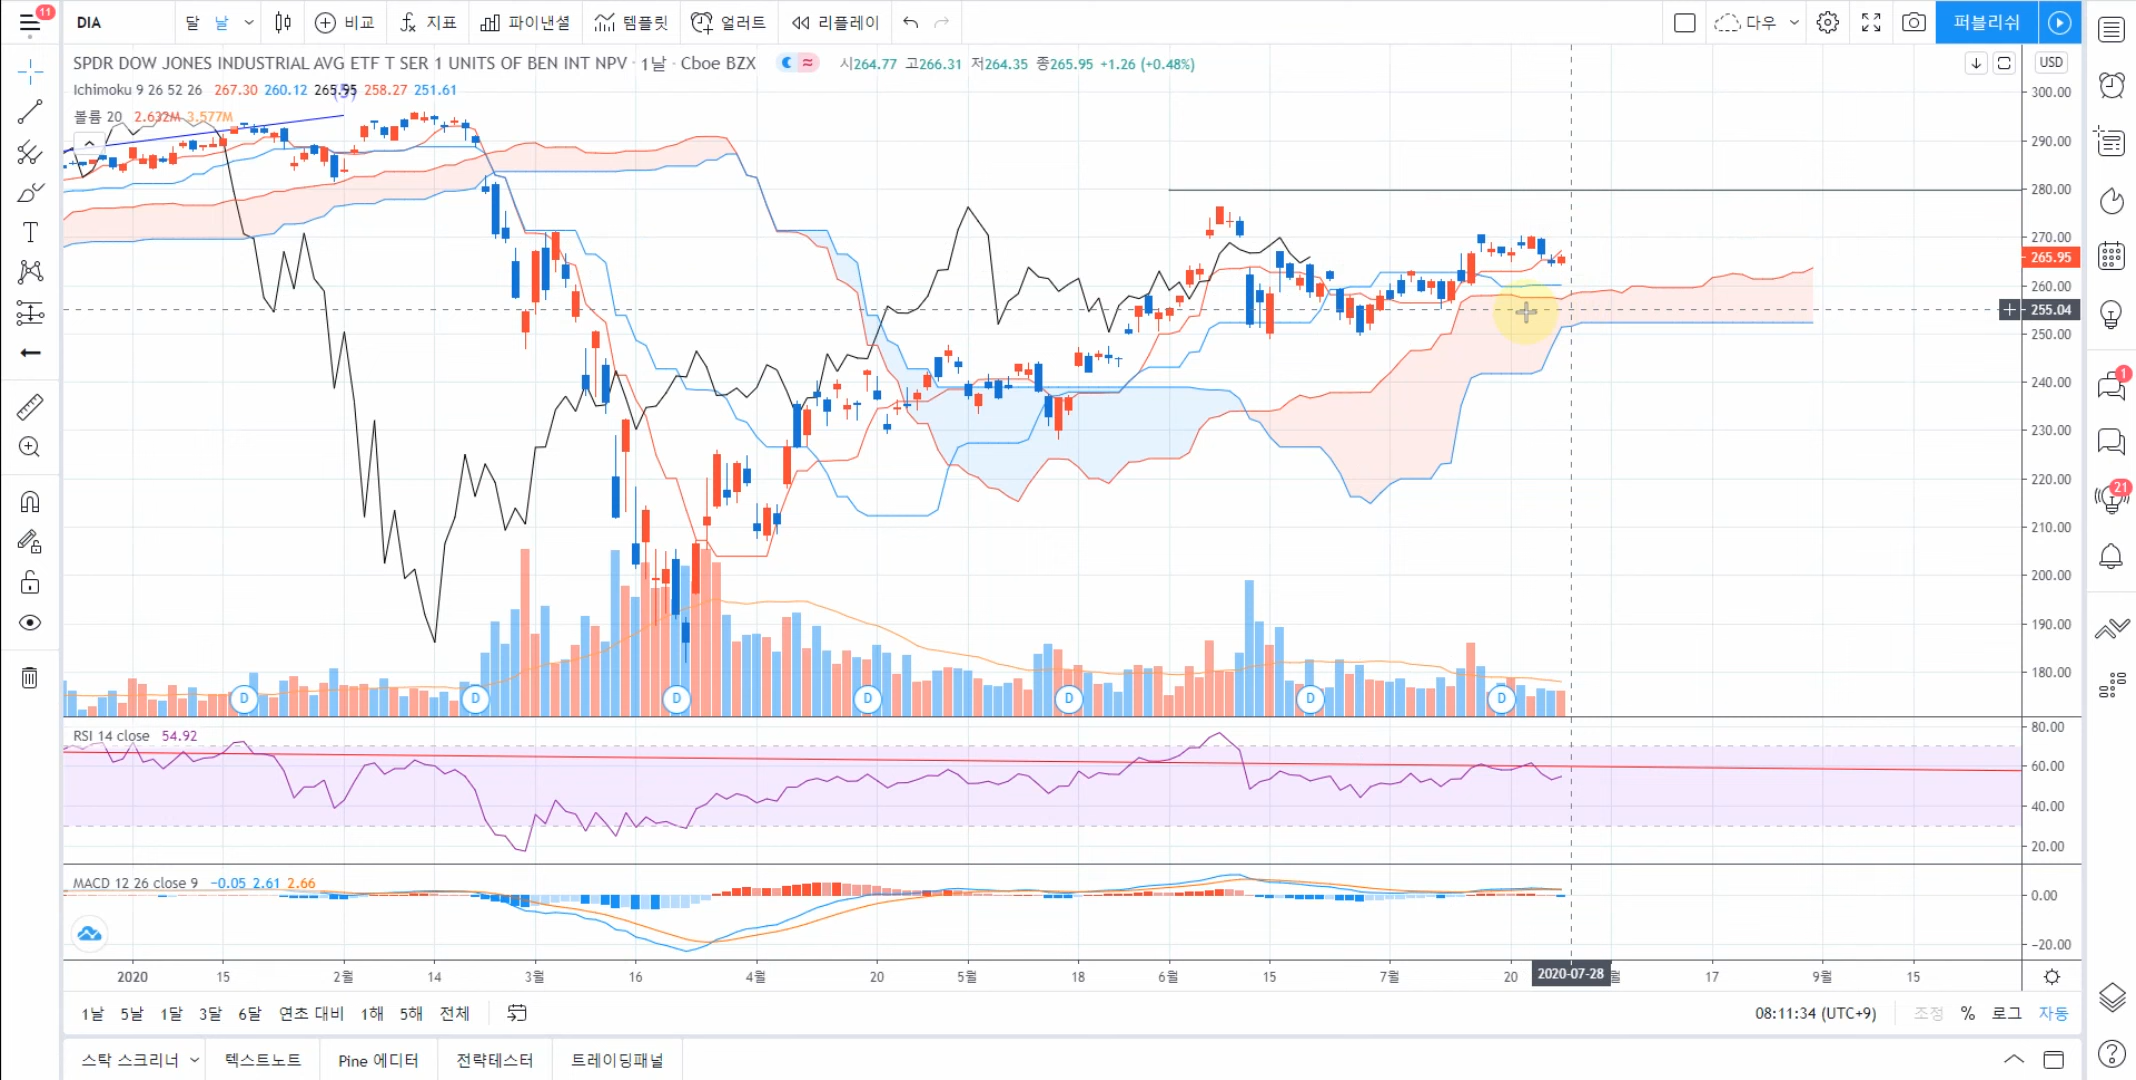 11
DIA
달 날
비교
지표
파이낸셜
템플릿
얼러트
리플레이
다우
퍼블리쉬
SPDR DOW JONES INDUSTRIAL AVG ETF T SER 1 UNITS OF BEN INT NPV · 1날 · Cboe BZX
시264.77 고266.31 저264.35 종265.95 +1.26 (+0.48%)
USD
Ichimoku 9 26 52 26 267.30 260.12 265.95 258.27 251.61
볼륨 20 2.632M 3.577M
300.00
290.00
280.00
270.00
265.95
260.00
255.04
250.00
240.00
230.00
220.00
210.00
200.00
190.00
180.00
D D D D D D D
RSI 14 close 54.92
80.00
60.00
40.00
20.00
MACD 12 26 close 9 −0.05 2.61 2.66
0.00
−20.00
2020 15 2월 14 3월 16 4월 20 5월 18 6월 15 7월 20 2020-07-28 월 17 9월 15
1날 5날 1달 3달 6달 연초 대비 1해 5해 전체
08:11:34 (UTC+9) 조정 % 로그 자동
스탁 스크리너 텍스트노트 Pine 에디터 전략테스터 트레이딩패널
1
21